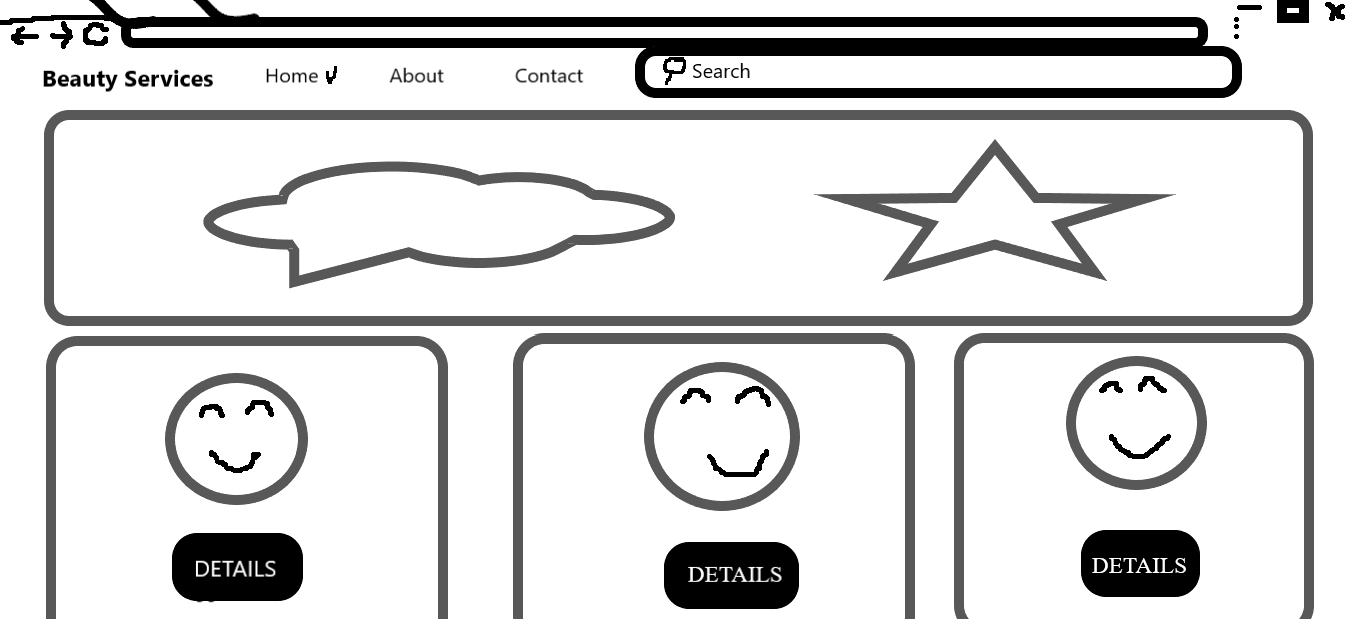 Beauty Services Home About Contact Search
DETAILS DETAILS DETAILS